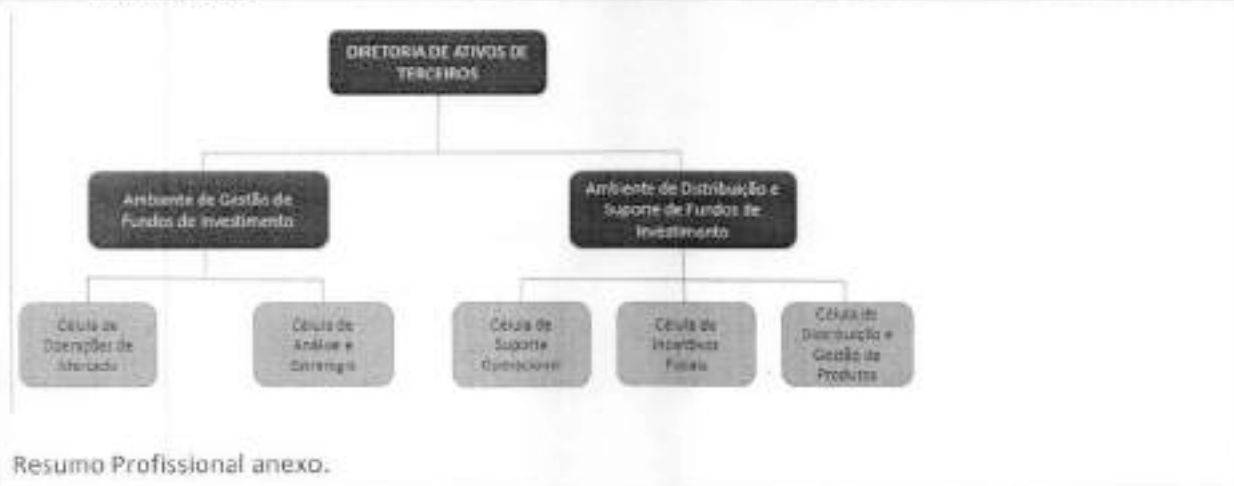 DIRETORIA DE ATIVOS DE
TERCEIROS
Ambiente de Gestão de
Fundos de Investimento
Ambiente de Distribuição e
Suporte de Fundos de
Investimento
Célula de
Operações de
Mercado
Célula de
Análise e
Estratégia
Célula de
Suporte
Operacional
Célula de
Incentivos
Fiscais
Célula de
Distribuição e
Gestão de
Produtos
Resumo Profissional anexo.